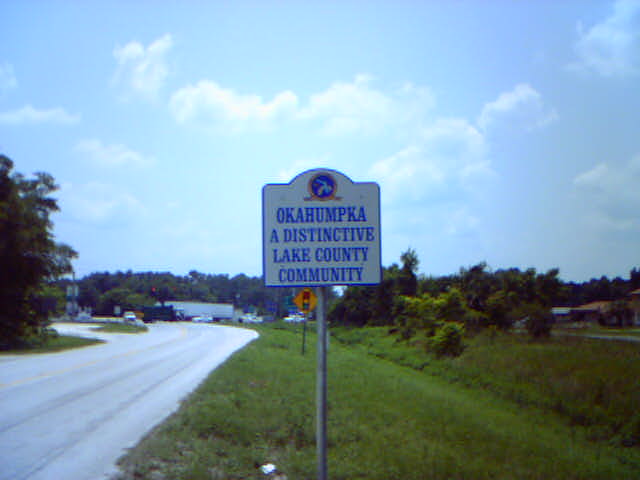 OKAHUMPKA
A DISTINCTIVE
LAKE COUNTY
COMMUNITY